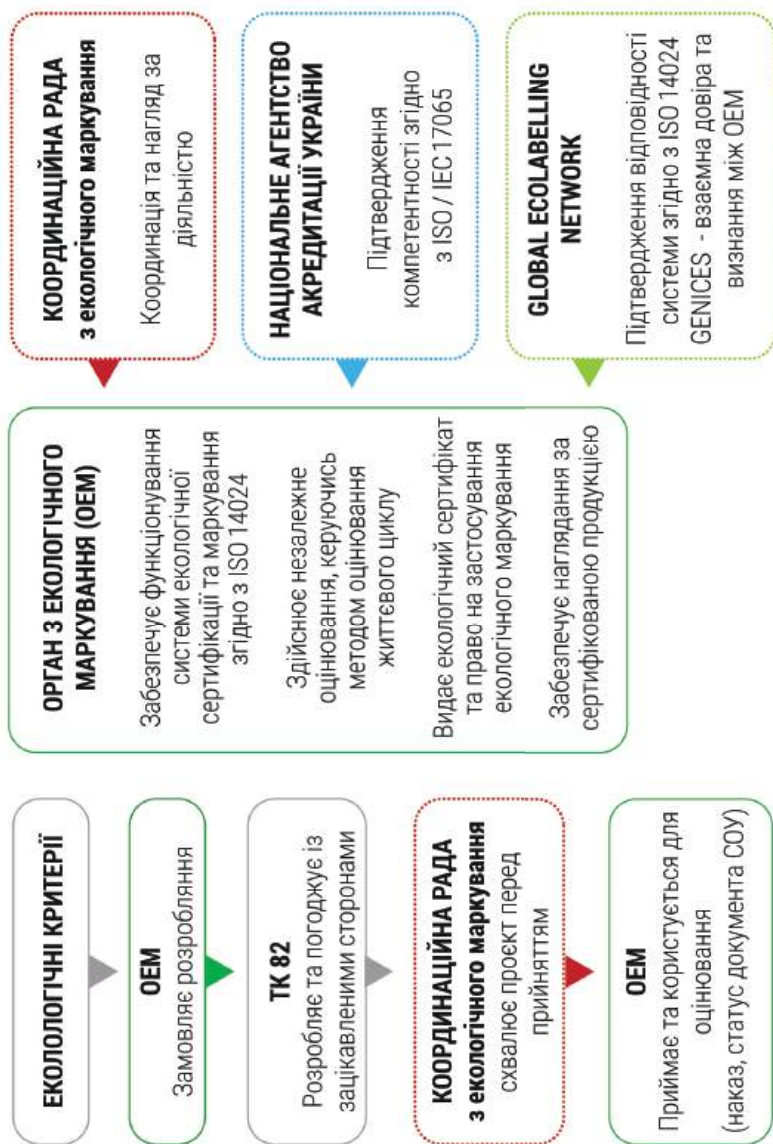 ЕКОЛОЛОГІЧНІ КРИТЕРІЇ
ОЕМ
Замовляє розробляння
ТК 82
Розробляє та погоджує із
зацікавленими сторонами
КООРДИНАЦІЙНА РАДА
з екологічного маркування
схвалює проєкт перед
прийняттям
ОЕМ
Приймає та користується для
оцінювання
(наказ, статус документа СОУ)
ОРГАН З ЕКОЛОГІЧНОГО
МАРКУВАННЯ (ОЕМ)
Забезпечує функціонування
системи екологічної
сертифікації та маркування
згідно з ISO 14024
Здійснює незалежне
оцінювання, керуючись
методом оцінювання
життєвого циклу
Видає екологічний сертифікат
та право на застосування
екологічного маркування
Забезпечує наглядання за
сертифікованою продукцією
КООРДИНАЦІЙНА РАДА
з екологічного маркування
Координація та нагляд за
діяльністю
НАЦІОНАЛЬНЕ АГЕНТСТВО
АКРЕДИТАЦІЇ УКРАЇНИ
Підтвердження
компетентності згідно
з ISO / IEC 17065
GLOBAL ECOLABELLING
NETWORK
Підтвердження відповідності
системи згідно з ISO 14024
GENICES - взаємна довіра та
визнання між ОЕМ